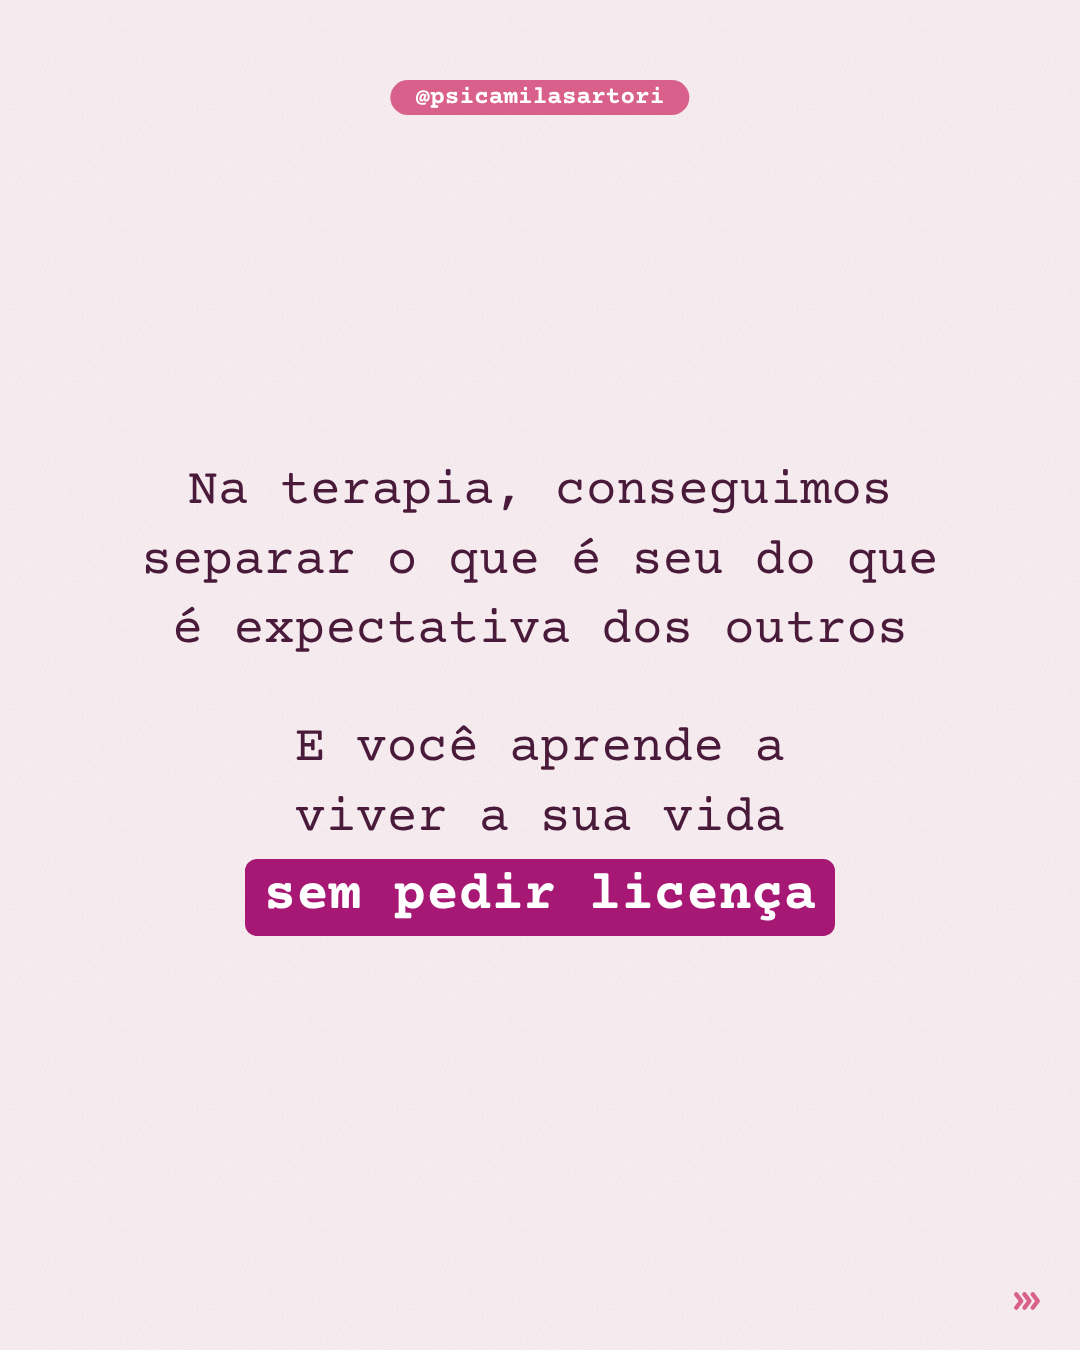 @psicamilasartori
Na terapia, conseguimos
separar o que é seu do que
é expectativa dos outros
E você aprende a
viver a sua vida
sem pedir licença